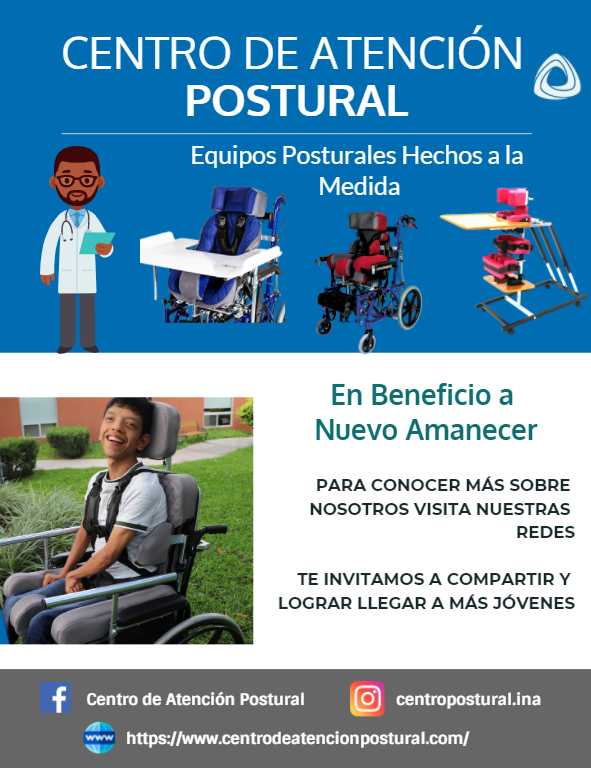 CENTRO DE ATENCIÓN
POSTURAL
Equipos Posturales Hechos a la
Medida
En Beneficio a
Nuevo Amanecer
PARA CONOCER MÁS SOBRE
NOSOTROS VISITA NUESTRAS
REDES
TE INVITAMOS A COMPARTIR Y
LOGRAR LLEGAR A MÁS JÓVENES
Centro de Atención Postural
centropostural.ina
www
https://www.centrodeatencionpostural.com/